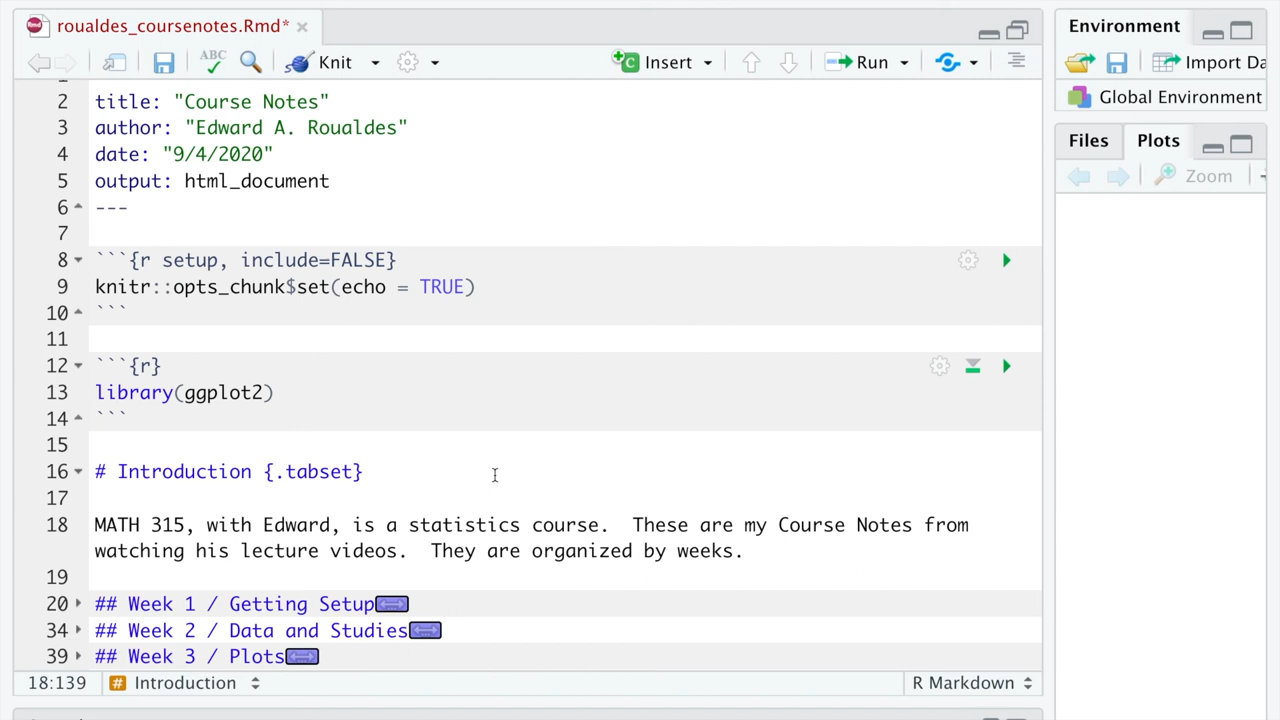 roualdes_coursenotes.Rmd*
ABC
Knit
Insert
Run
2 title: "Course Notes"
3 author: "Edward A. Roualdes"
4 date: "9/4/2020"
5 output: html_document
6 ---
7
8 ```{r setup, include=FALSE}
9 knitr::opts_chunk$set(echo = TRUE)
10 ```
11
12 ```{r}
13 library(ggplot2)
14 ```
15
16 # Introduction {.tabset}
17
18 MATH 315, with Edward, is a statistics course.  These are my Course Notes from
watching his lecture videos.  They are organized by weeks.
19
20 ## Week 1 / Getting Setup
34 ## Week 2 / Data and Studies
39 ## Week 3 / Plots
18:139 # Introduction
R Markdown
Environment
Import Da
Global Environment
Files Plots
Zoom